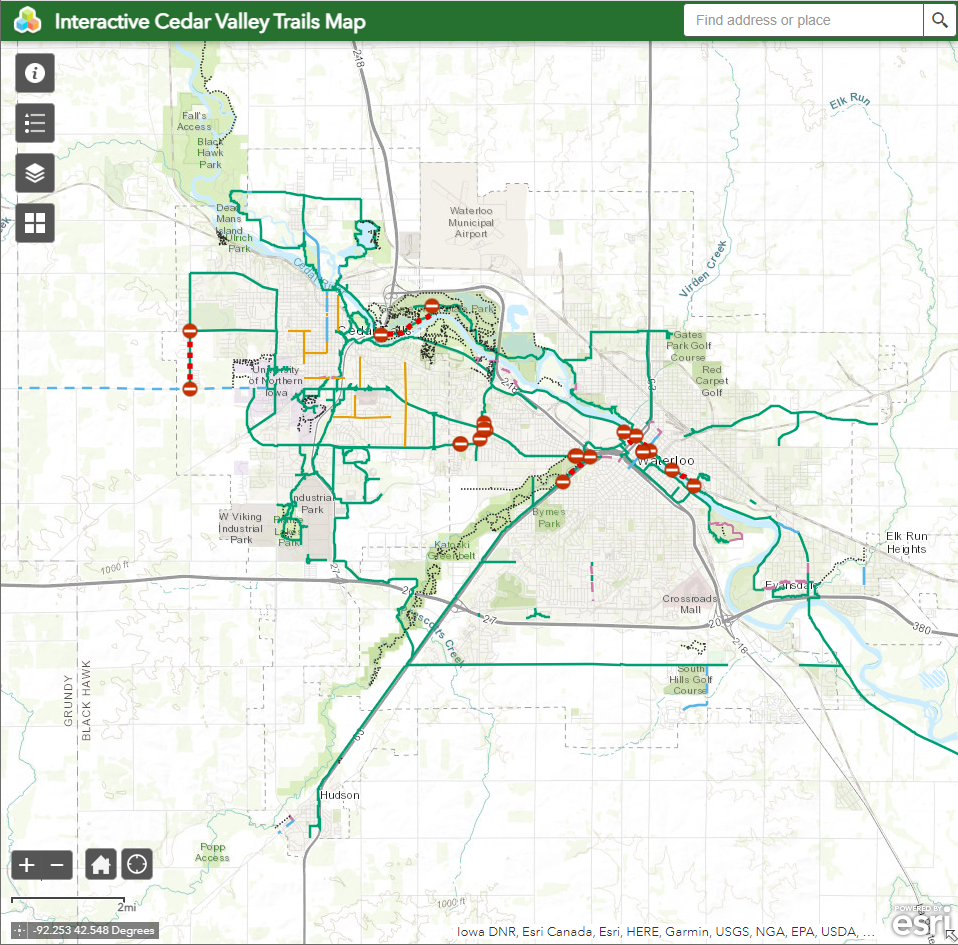 Interactive Cedar Valley Trails Map
Find address or place
218
Elk Run
Fall's
Access
Black
Hawk
Park
Dead
Mans
Island
Ulrich
Park
Waterloo
Municipal
Airport
Virden Creek
Cedar Falls
Gates
Park Golf
Course
Red
Carpet
Golf
63
218
University
of Northern
Iowa
Waterloo
Industrial
Park
W Viking
Industrial
Park
Byrnes
Park
Katoski
Greenbelt
Elk Run
Heights
Evansdale
1000 ft
27
20
27
Crossroads
Mall
20
218
380
South
Hills Golf
Course
GRUNDY
BLACK HAWK
63
Hudson
Popp
Access
1000 ft
2mi
-92.253 42.548 Degrees
POWERED BY
esri
Iowa DNR, Esri Canada, Esri, HERE, Garmin, USGS, NGA, EPA, USDA, ...